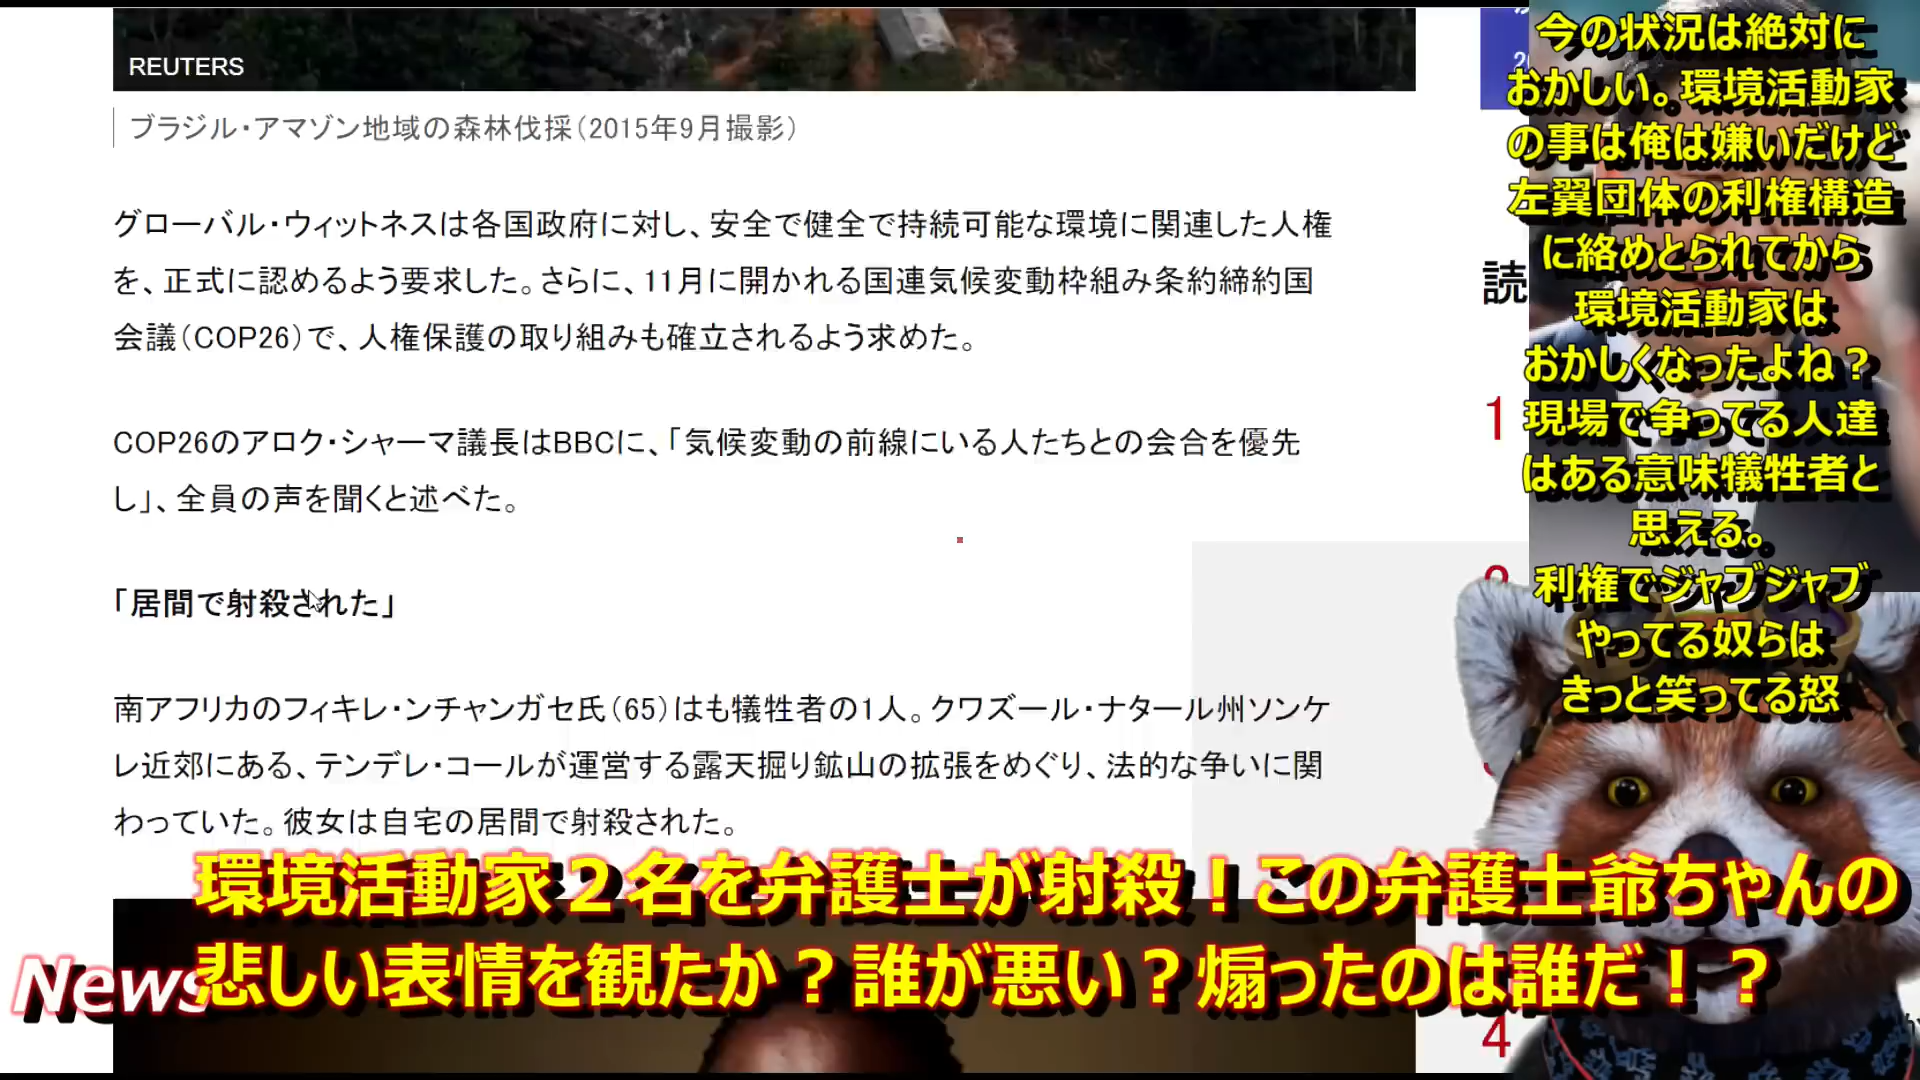 REUTERS
ブラジル・アマゾン地域の森林伐採（2015年9月撮影）
グローバル・ウィットネスは各国政府に対し、安全で健全で持続可能な環境に関連した人権
を、正式に認めるよう要求した。さらに、11月に開かれる国連気候変動枠組み条約締約国
会議（COP26）で、人権保護の取り組みも確立されるよう求めた。
COP26のアロク・シャーマ議長はBBCに、「気候変動の前線にいる人たちとの会合を優先
し」、全員の声を聞くと述べた。
「居間で射殺された」
南アフリカのフィキレ・ンチャンガセ氏（65）はも犠牲者の1人。クワズール・ナタール州ソンケ
レ近郊にある、テンデレ・コールが運営する露天掘り鉱山の拡張をめぐり、法的な争いに関
わっていた。彼女は自宅の居間で射殺された。
読
1
4
今の状況は絶対に
おかしい。環境活動家
の事は俺は嫌いだけど
左翼団体の利権構造
に絡めとられてから
環境活動家は
おかしくなったよね？
現場で争ってる人達
はある意味犠牲者と
思える。
利権でジャブジャブ
やってる奴らは
きっと笑ってる怒
環境活動家２名を弁護士が射殺！この弁護士爺ちゃんの
悲しい表情を観たか？誰が悪い？煽ったのは誰だ！？
News